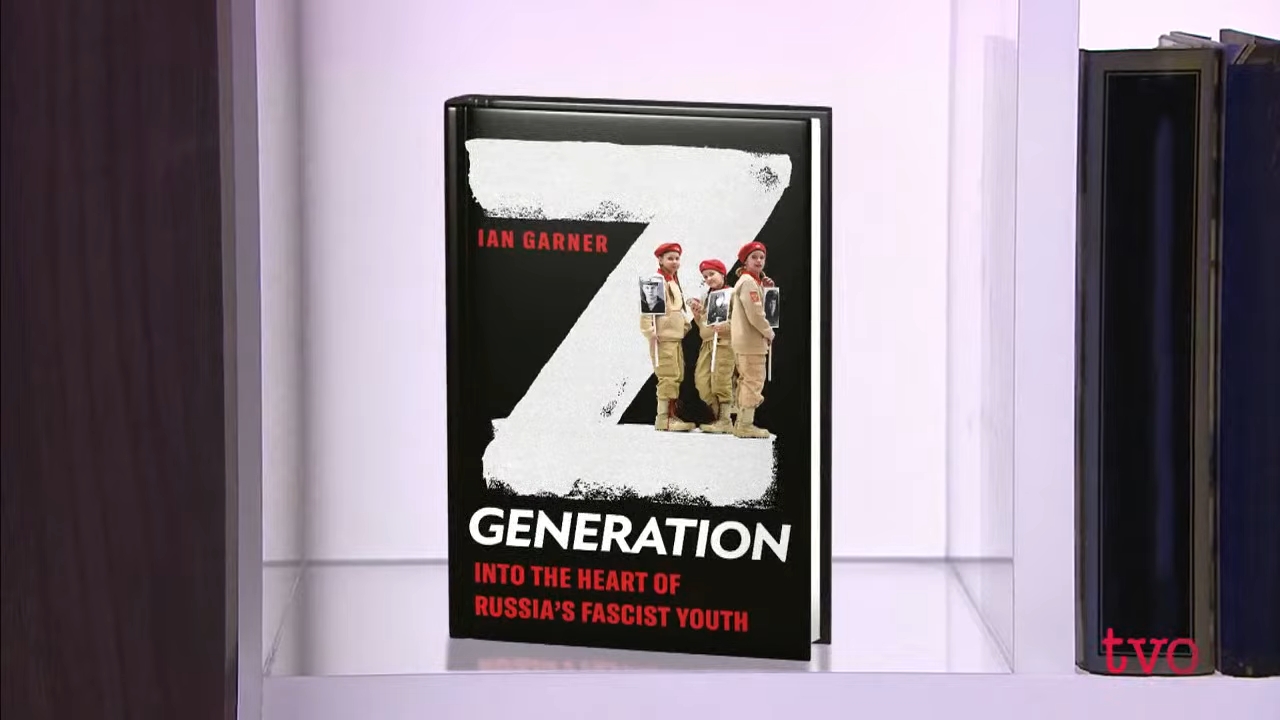 Z
IAN GARNER
GENERATION
INTO THE HEART OF
RUSSIA'S FASCIST YOUTH
tvo